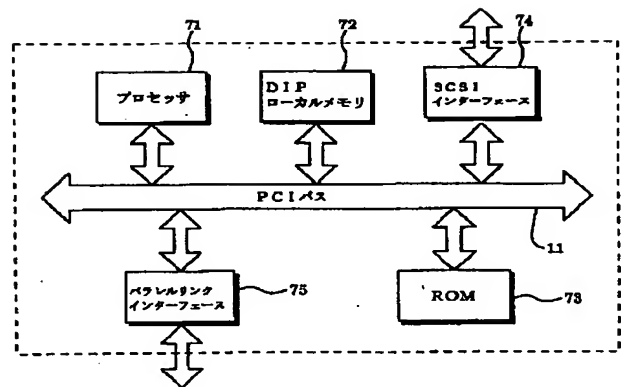 71
プロセッサ
72
DIP
ローカルメモリ
74
SCSI
インターフェース
PCIバス
11
パラレルリンク
インターフェース
75
ROM
73